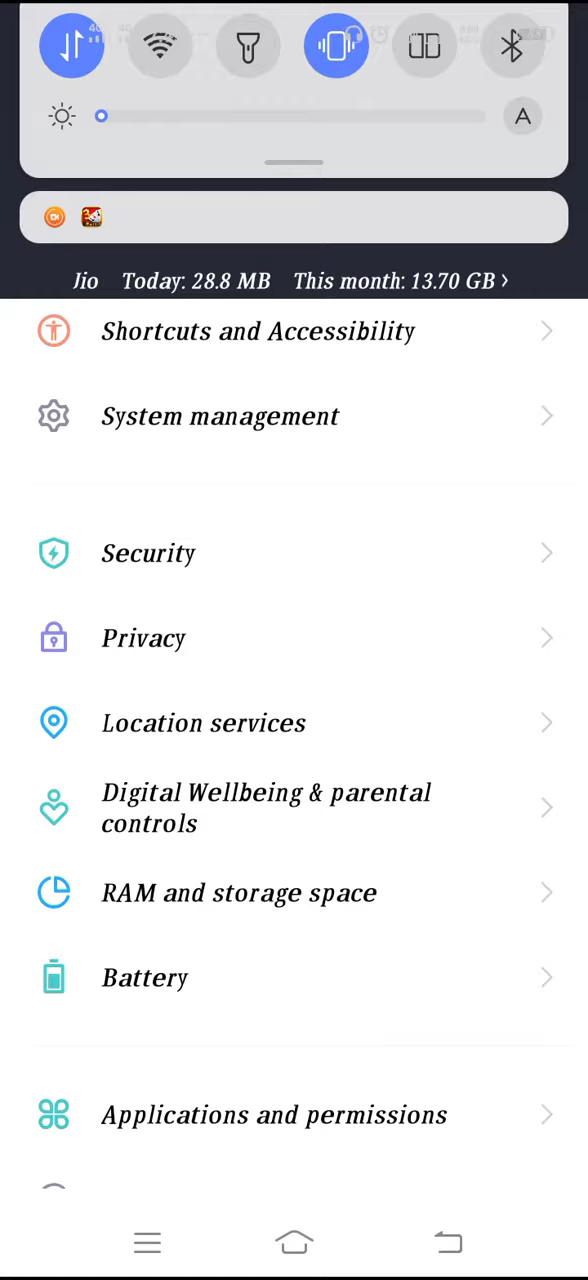 A
Jio Today: 28.8 MB This month: 13.70 GB
Shortcuts and Accessibility
System management
Security
Privacy
Location services
Digital Wellbeing & parental
controls
RAM and storage space
Battery
Applications and permissions